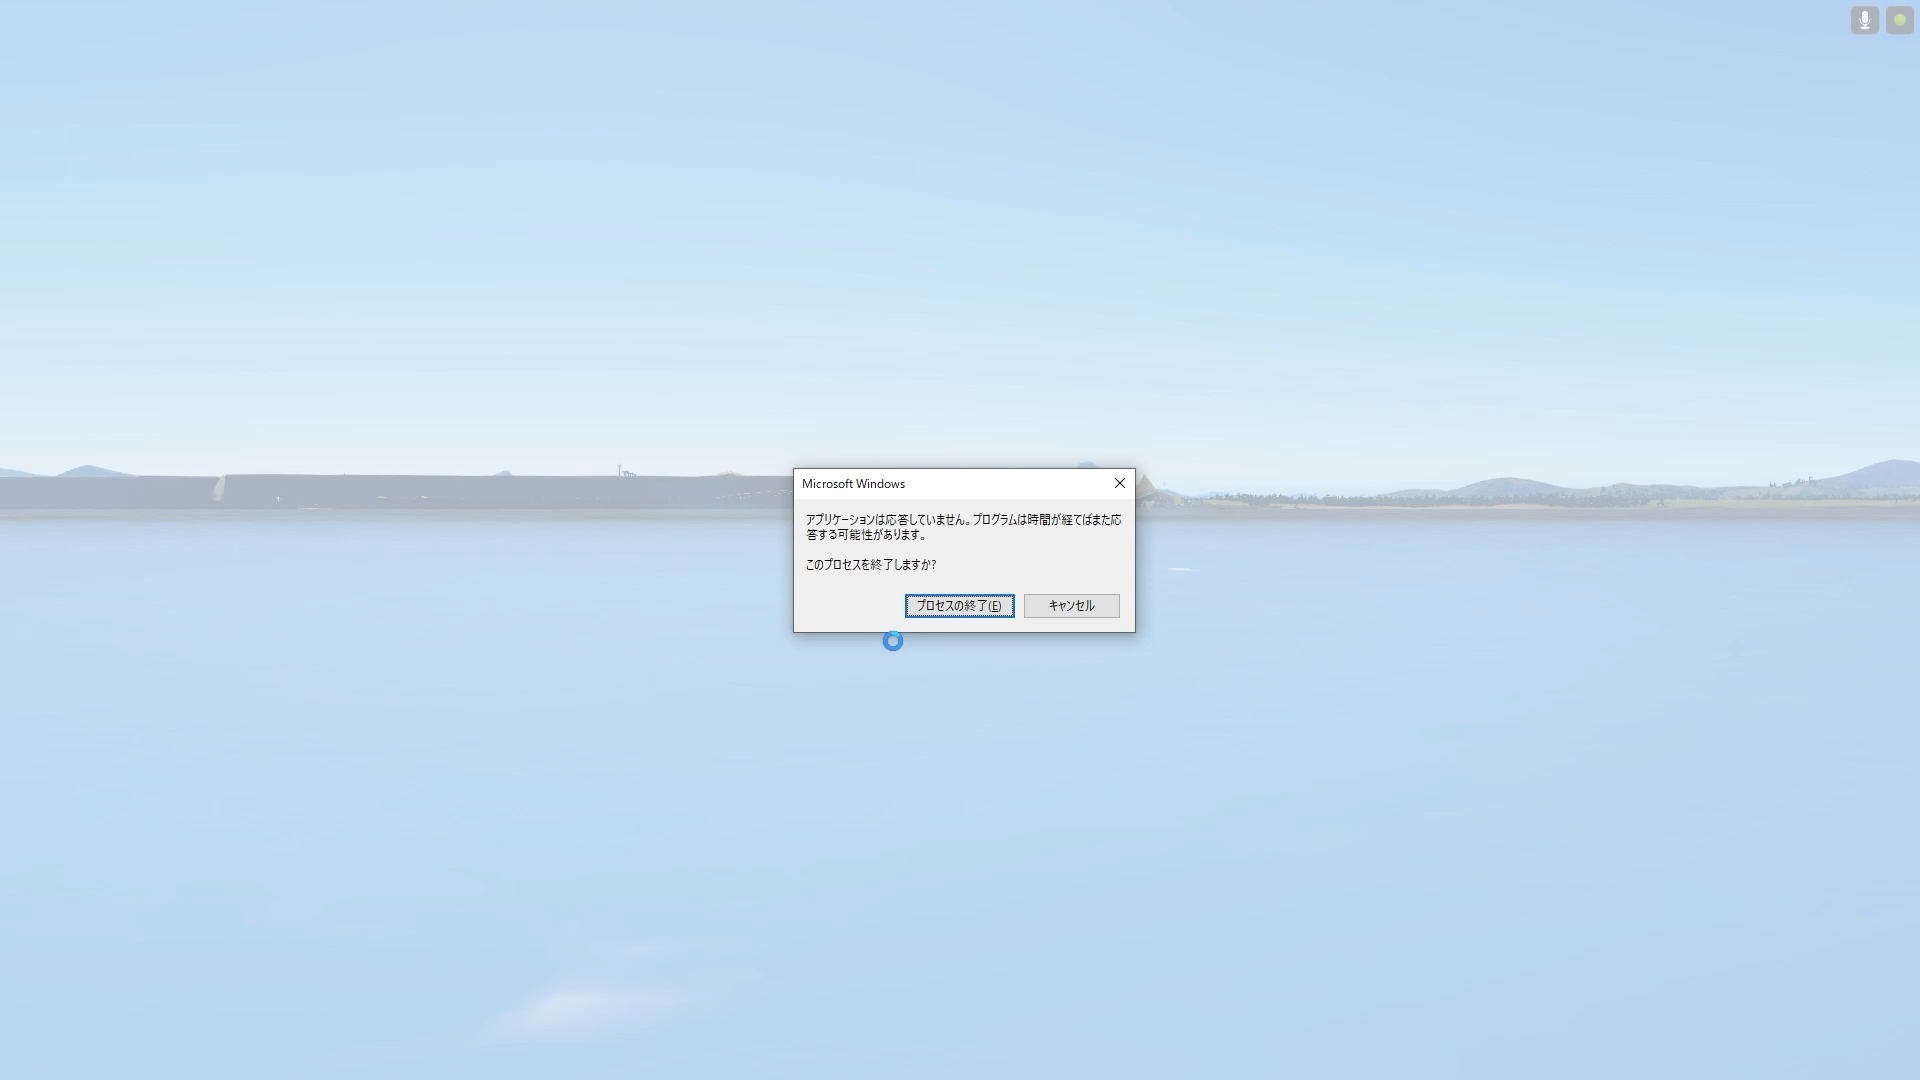 Microsoft Windows
アプリケーションは応答していません。プログラムは時間が経てばまた応
答する可能性があります。
このプロセスを終了しますか?
プロセスの終了(E)
キャンセル